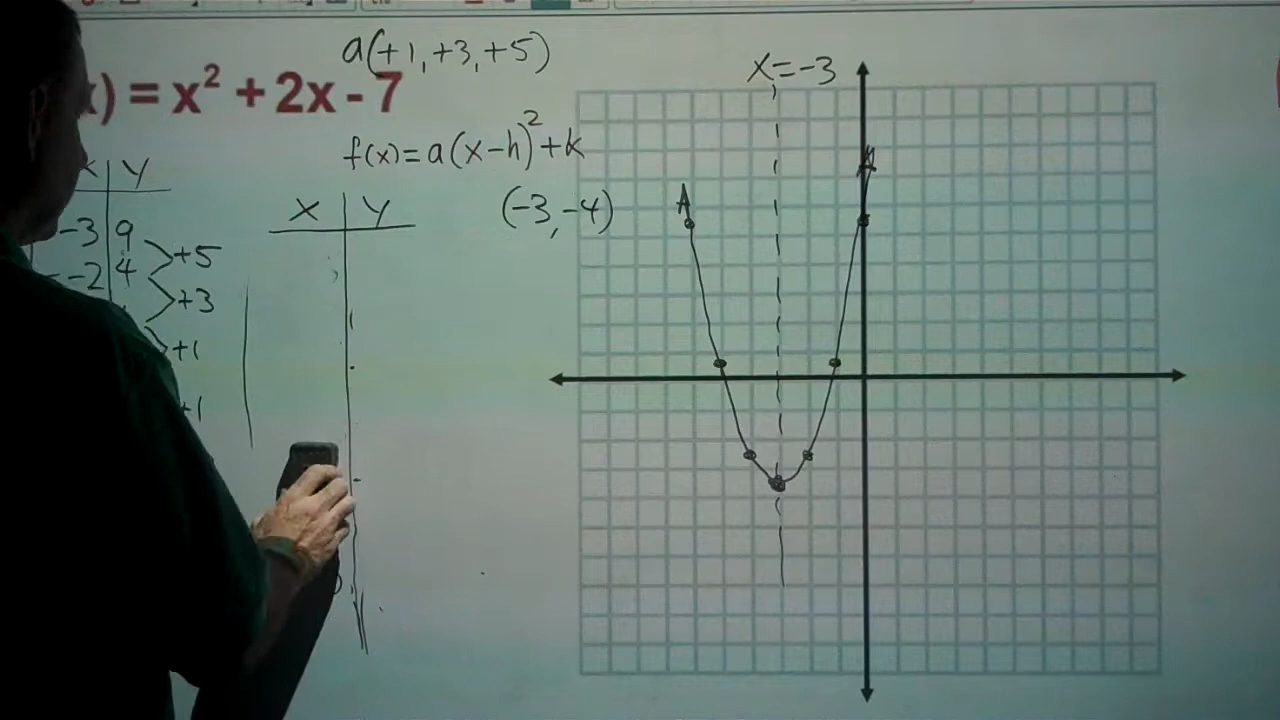 a(+1, +3, +5)
x) = x² + 2x - 7
x = -3
f(x) = a(x-h)² + k
X Y
X Y
(-3, -4)
-3 9
+5
-2 4
+3
+1
+1